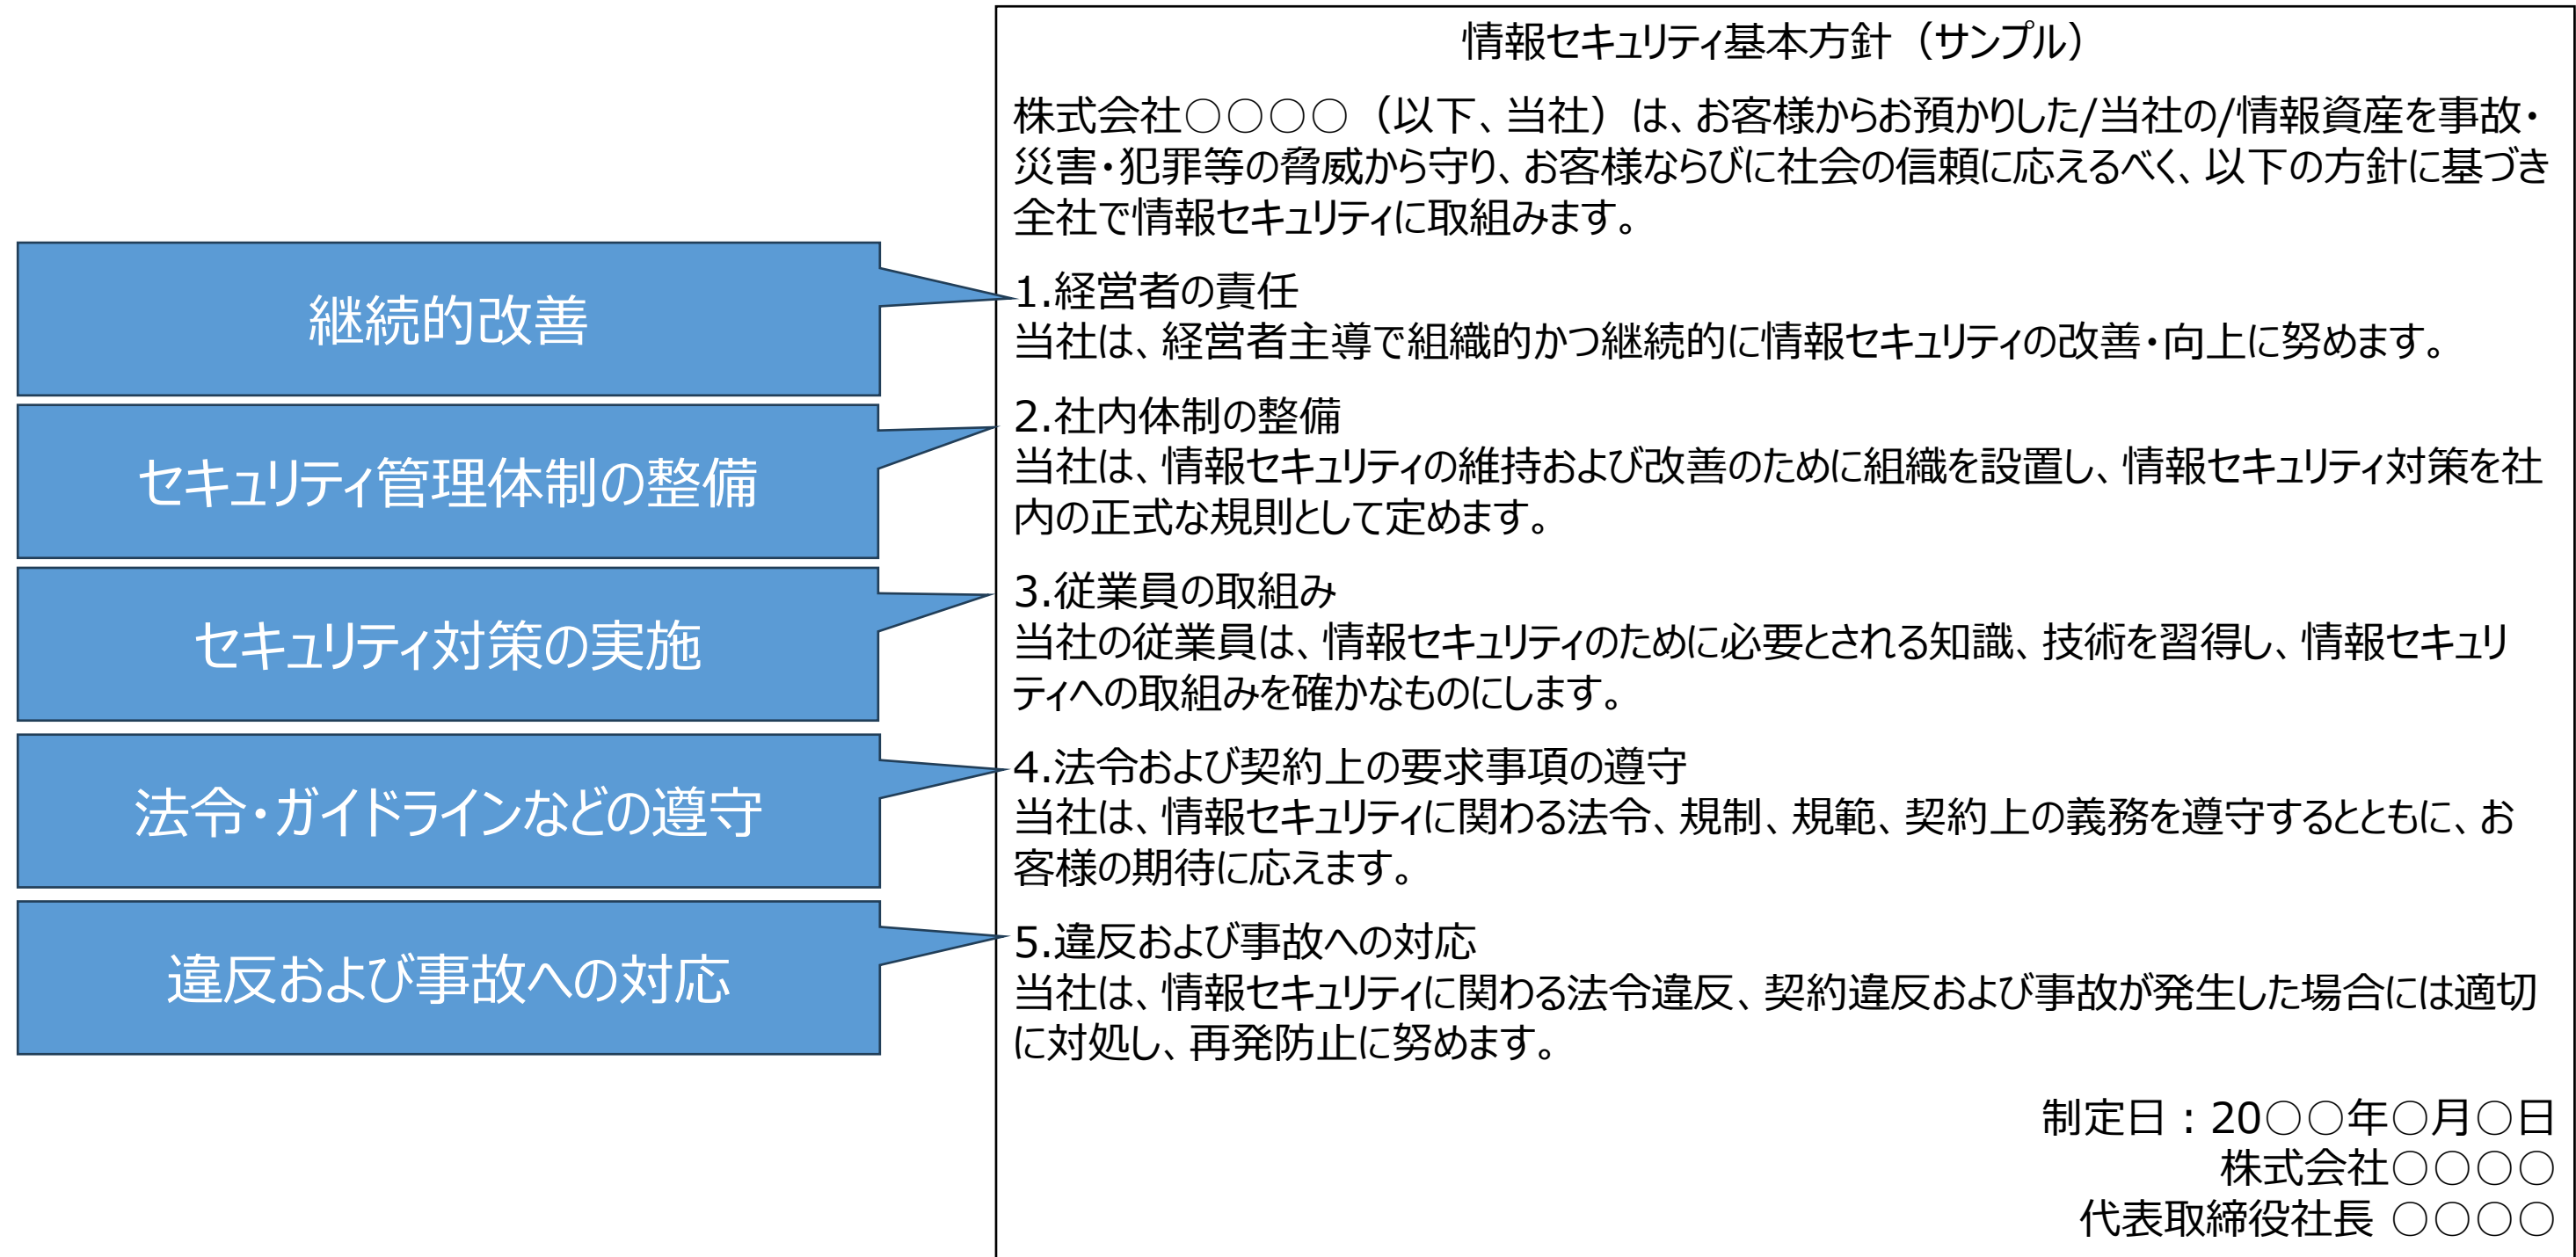 情報セキュリティ基本方針（サンプル）
株式会社○○○○（以下、当社）は、お客様からお預かりした/当社の/情報資産を事故・
災害・犯罪等の脅威から守り、お客様ならびに社会の信頼に応えるべく、以下の方針に基づき
全社で情報セキュリティに取組みます。
継続的改善
1.経営者の責任
当社は、経営者主導で組織的かつ継続的に情報セキュリティの改善・向上に努めます。
セキュリティ管理体制の整備
2.社内体制の整備
当社は、情報セキュリティの維持および改善のために組織を設置し、情報セキュリティ対策を社
内の正式な規則として定めます。
セキュリティ対策の実施
3.従業員の取組み
当社の従業員は、情報セキュリティのために必要とされる知識、技術を習得し、情報セキュリ
ティへの取組みを確かなものにします。
法令・ガイドラインなどの遵守
4.法令および契約上の要求事項の遵守
当社は、情報セキュリティに関わる法令、規制、規範、契約上の義務を遵守するとともに、お
客様の期待に応えます。
違反および事故への対応
5.違反および事故への対応
当社は、情報セキュリティに関わる法令違反、契約違反および事故が発生した場合には適切
に対処し、再発防止に努めます。
制定日：20○○年○月○日
株式会社○○○○
代表取締役社長 ○○○○